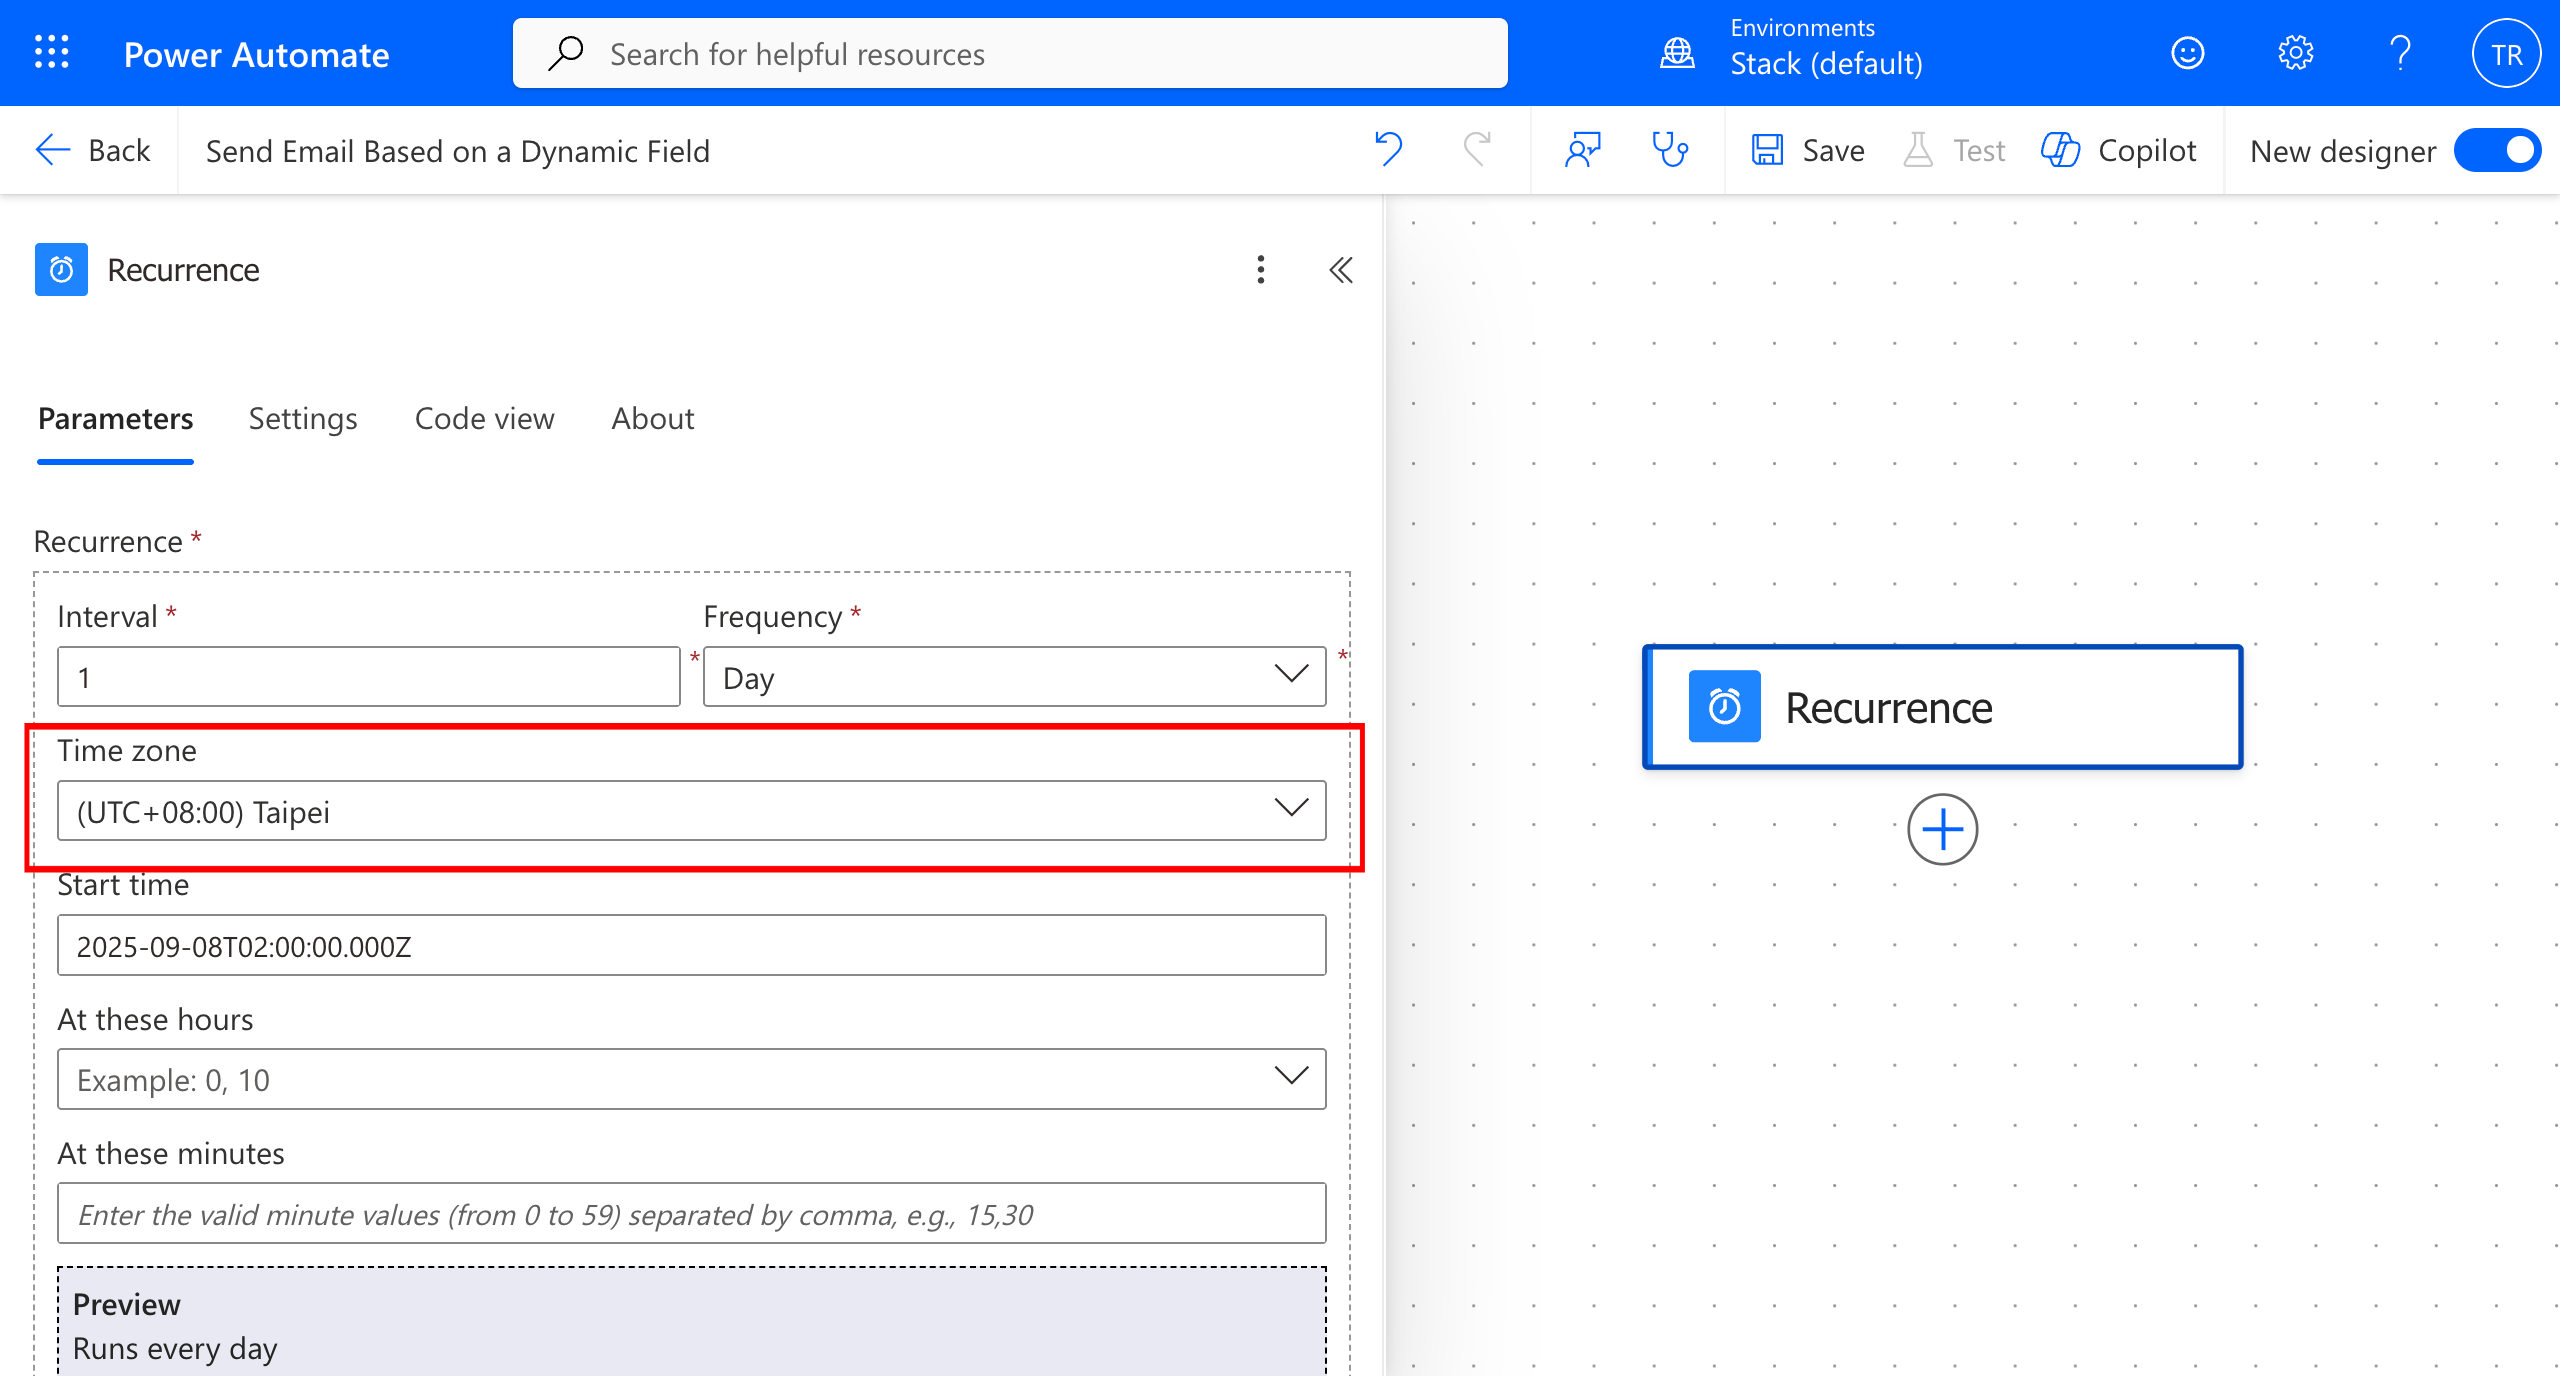 Power Automate
Search for helpful resources
Environments
Stack (default)
TR
Back
Send Email Based on a Dynamic Field
Save
Test
Copilot
New designer
Recurrence
Parameters
Settings
Code view
About
Recurrence *
Interval *
Frequency *
1
*
Day
*
Time zone
(UTC+08:00) Taipei
Start time
2025-09-08T02:00:00.000Z
At these hours
Example: 0, 10
At these minutes
Enter the valid minute values (from 0 to 59) separated by comma, e.g., 15,30
Preview
Runs every day
Recurrence